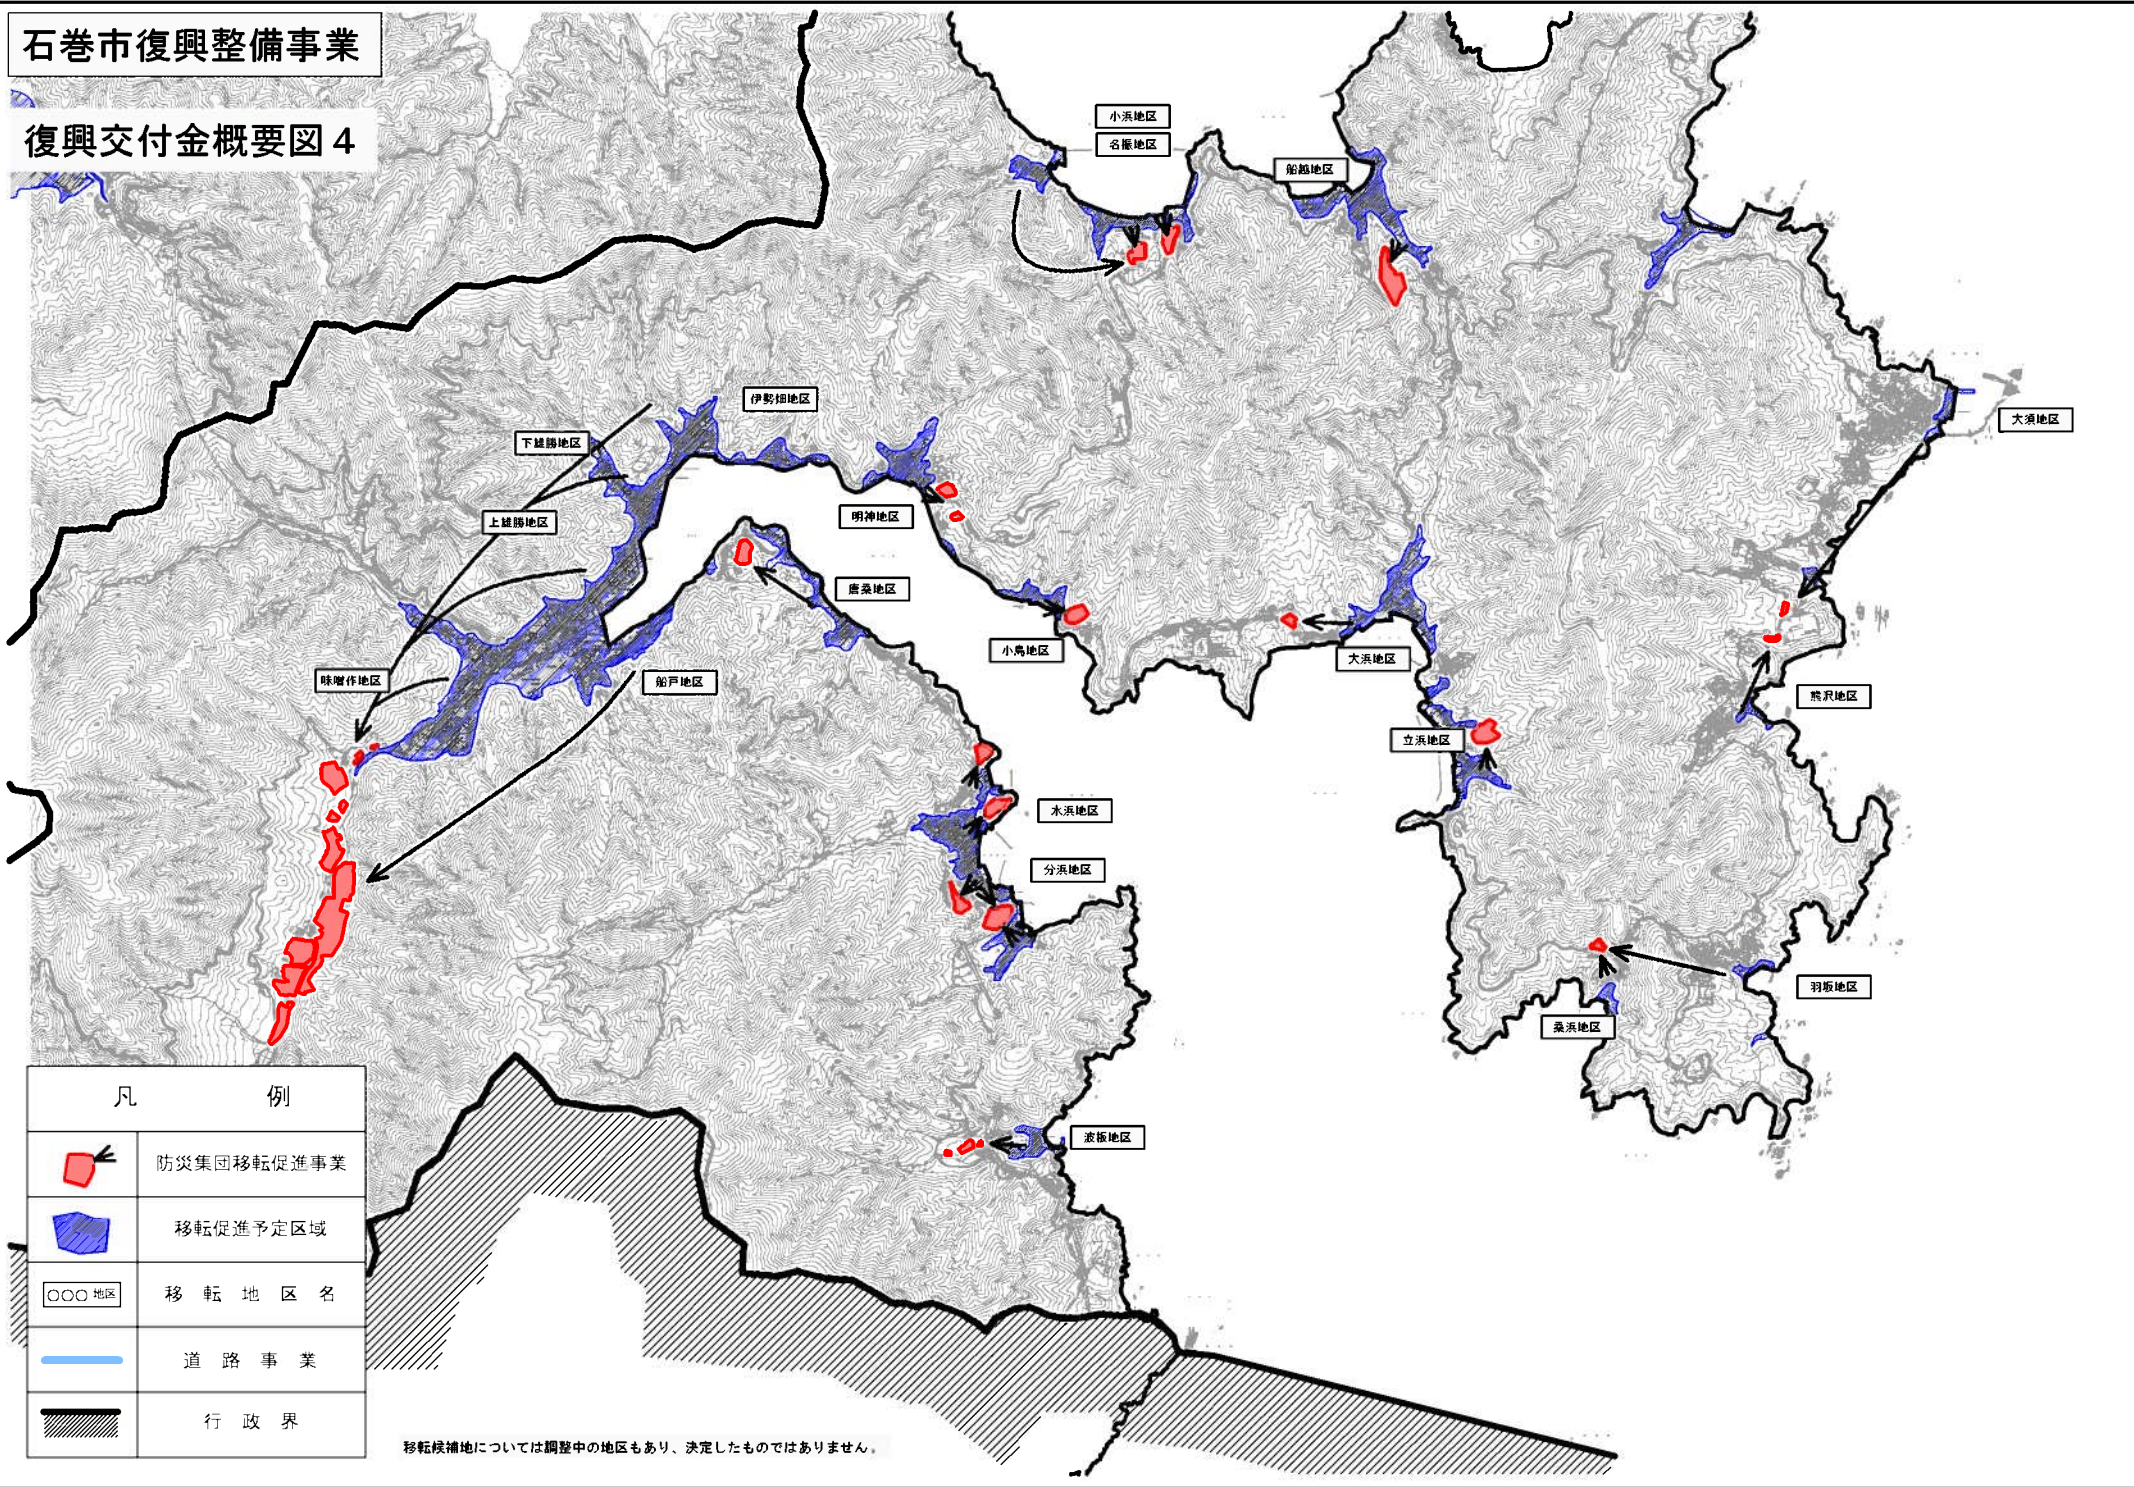 石巻市復興整備事業
復興交付金概要図４
小浜地区
名振地区
船越地区
伊勢畑地区
下雄勝地区
大須地区
上雄勝地区
明神地区
唐桑地区
小島地区
大浜地区
味噌作地区
船戸地区
熊沢地区
立浜地区
水浜地区
分浜地区
羽坂地区
桑浜地区
波板地区
凡例
防災集団移転促進事業
移転促進予定区域
○○○地区
移転地区名
道路事業
行政界
移転候補地については調整中の地区もあり、決定したものではありません。